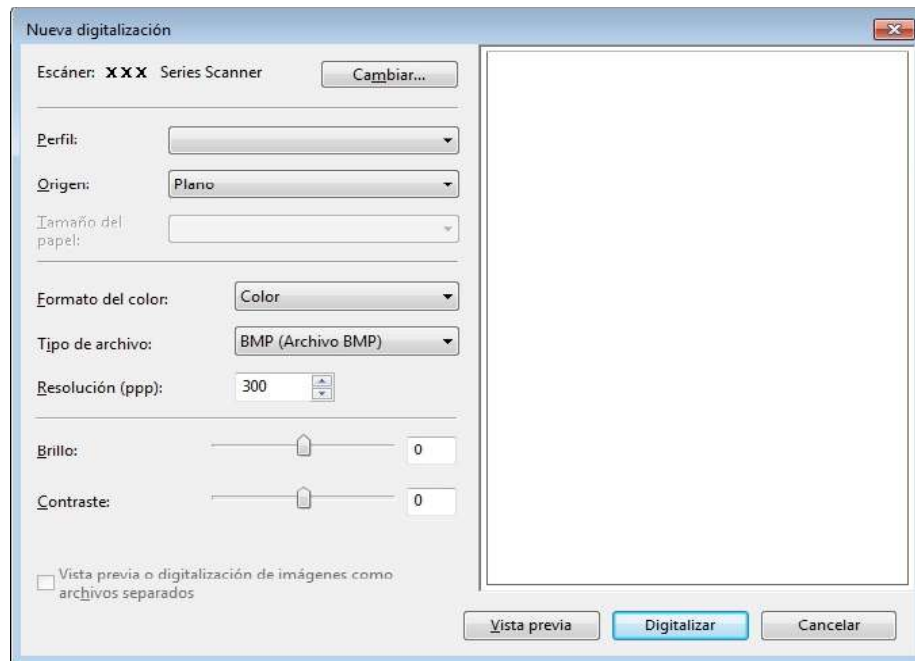 Nueva digitalización
Escáner: XXX Series Scanner
Cambiar...
Perfil:
Origen:
Plano
Tamaño del
papel:
Formato del color:
Color
Tipo de archivo:
BMP (Archivo BMP)
Resolución (ppp):
300
Brillo:
0
Contraste:
0
Vista previa o digitalización de imágenes como
archivos separados
Vista previa
Digitalizar
Cancelar